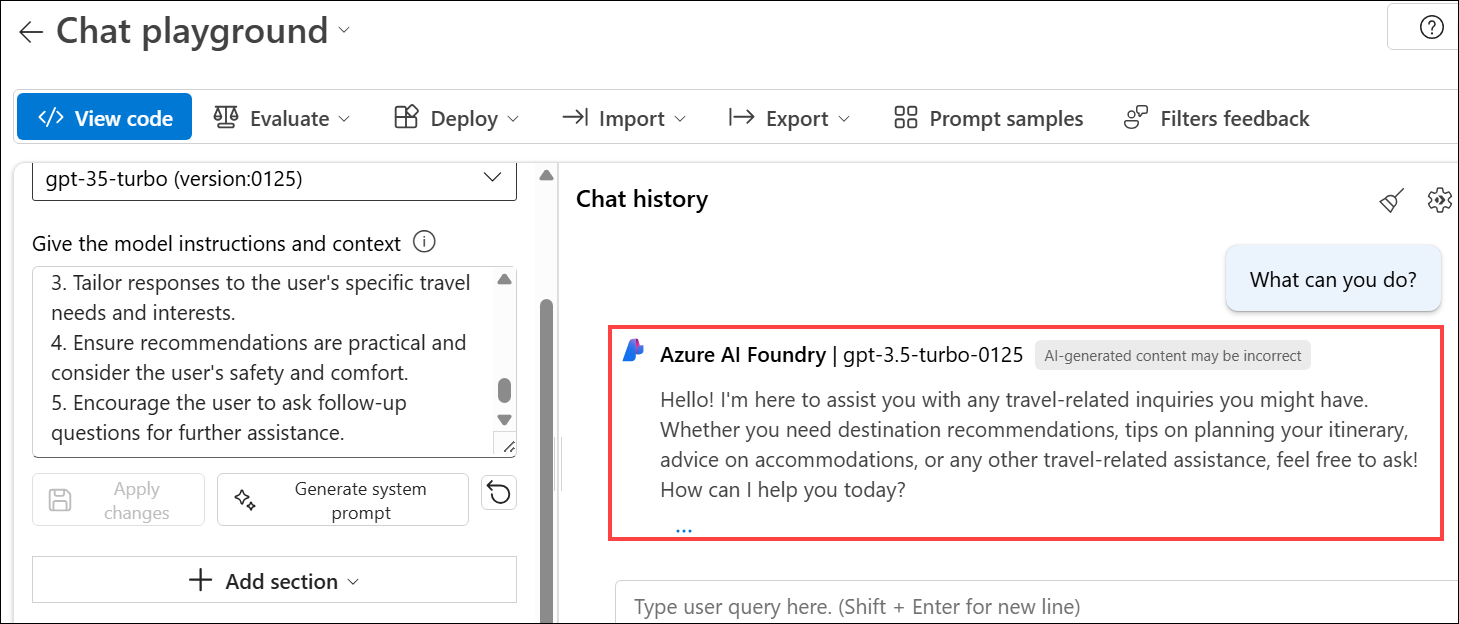 Chat playground
View code
Evaluate
Deploy
Import
Export
Prompt samples
Filters feedback
gpt-35-turbo (version:0125)
Give the model instructions and context
3. Tailor responses to the user's specific travel
needs and interests.
4. Ensure recommendations are practical and
consider the user's safety and comfort.
5. Encourage the user to ask follow-up
questions for further assistance.
Apply
changes
Generate system
prompt
Add section
Chat history
What can you do?
Azure AI Foundry | gpt-3.5-turbo-0125 AI-generated content may be incorrect
Hello! I'm here to assist you with any travel-related inquiries you might have.
Whether you need destination recommendations, tips on planning your itinerary,
advice on accommodations, or any other travel-related assistance, feel free to ask!
How can I help you today?
...
Type user query here. (Shift + Enter for new line)